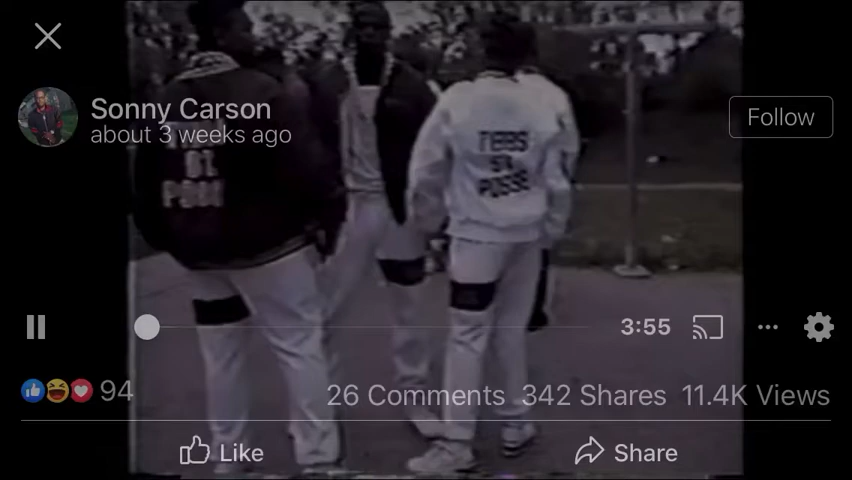 Sonny Carson
about 3 weeks ago
Follow
POSSE
3:55
94
26 Comments 342 Shares 11.4K Views
Like
Share